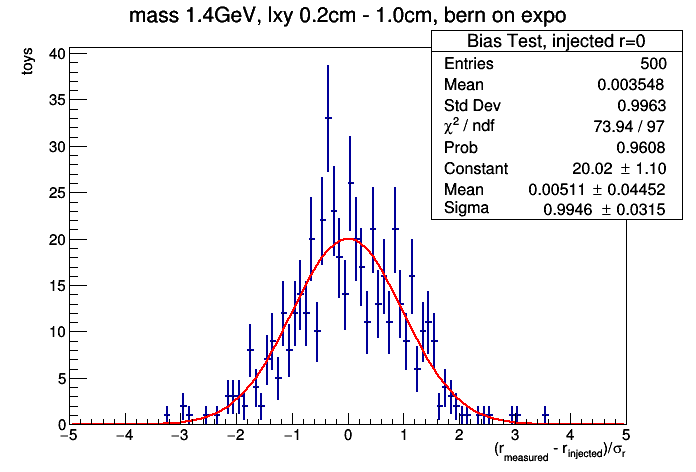 mass 1.4GeV, lxy 0.2cm - 1.0cm, bern on expo
toys
Bias Test, injected r=0
Entries 500
Mean 0.003548
Std Dev 0.9963
χ² / ndf 73.94 / 97
Prob 0.9608
Constant 20.02 ± 1.10
Mean 0.00511 ± 0.04452
Sigma 0.9946 ± 0.0315
40
35
30
25
20
15
10
5
0
−5 −4 −3 −2 −1 0 1 2 3 4 5
(r_measured - r_injected)/σ_r